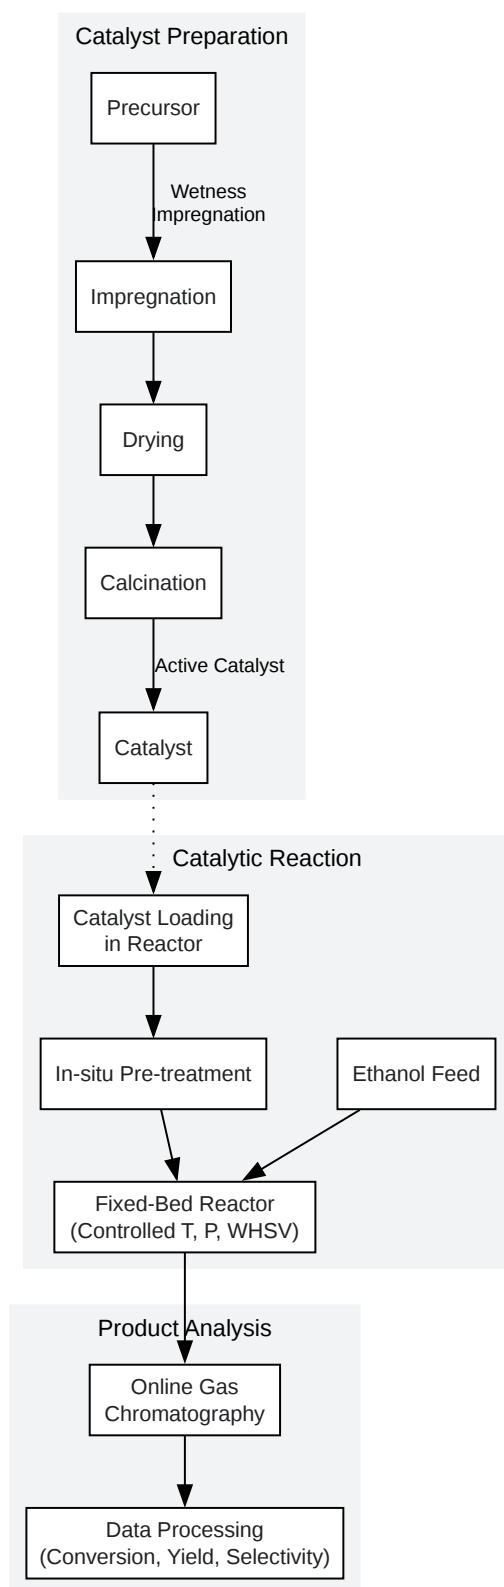 Catalyst Preparation
Precursor
Wetness
Impregnation
Impregnation
Drying
Calcination
Active Catalyst
Catalyst
Catalytic Reaction
Catalyst Loading
in Reactor
In-situ Pre-treatment
Ethanol Feed
Fixed-Bed Reactor
(Controlled T, P, WHSV)
Product Analysis
Online Gas
Chromatography
Data Processing
(Conversion, Yield, Selectivity)